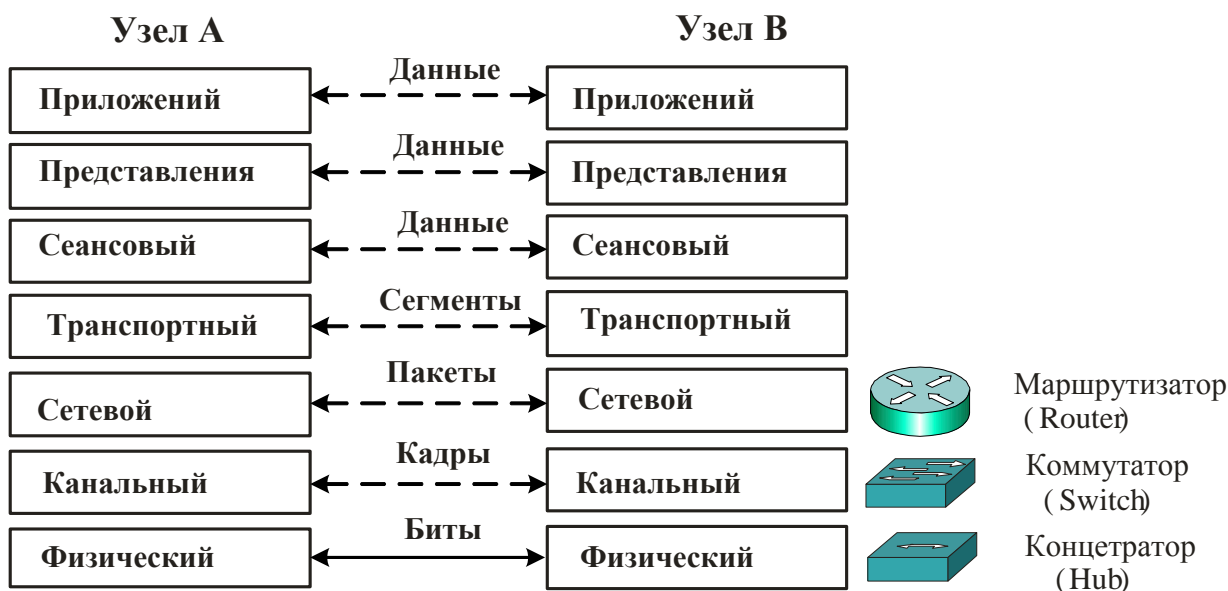 Узел А
Узел В
Данные
Приложений
Приложений
Данные
Представления
Представления
Данные
Сеансовый
Сеансовый
Сегменты
Транспортный
Транспортный
Пакеты
Сетевой
Сетевой
Маршрутизатор
( Router)
Кадры
Канальный
Канальный
Коммутатор
( Switch)
Биты
Физический
Физический
Концетратор
( Hub)